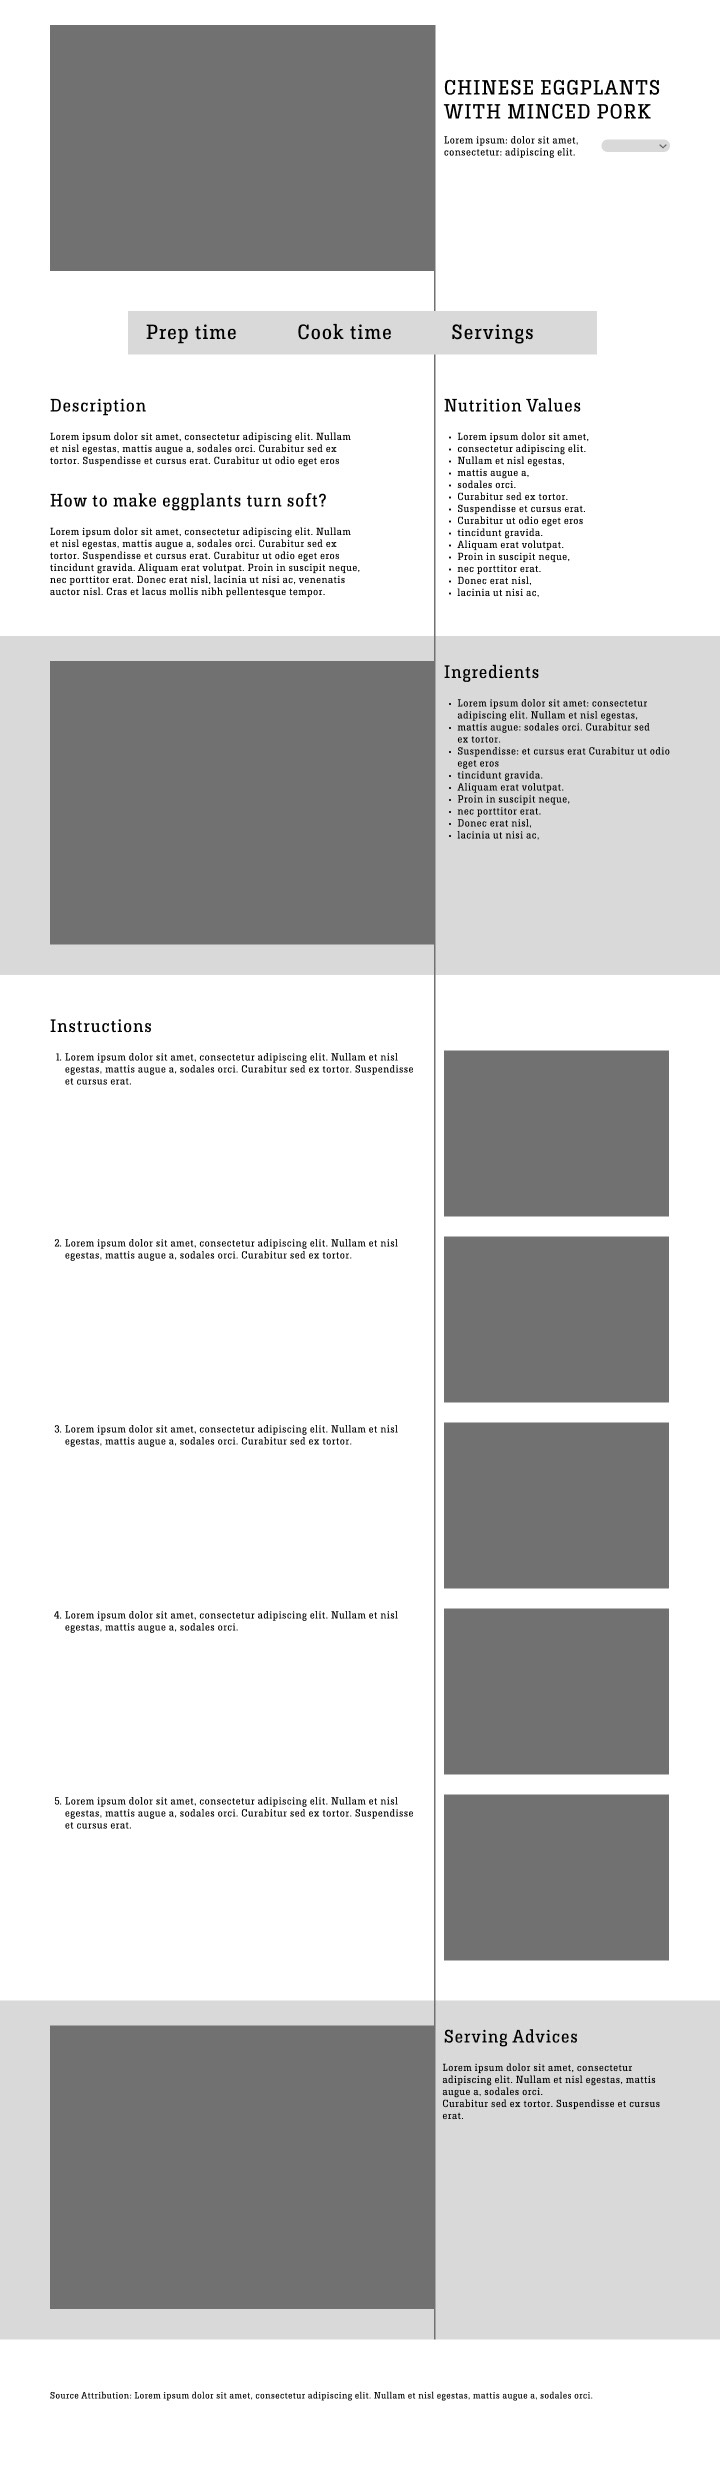 CHINESE EGGPLANTS
WITH MINCED PORK
Lorem ipsum: dolor sit amet,
consectetur: adipiscing elit.
Prep time
Cook time
Servings
Description
Lorem ipsum dolor sit amet, consectetur adipiscing elit. Nullam
et nisl egestas, mattis augue a, sodales orci. Curabitur sed ex
tortor. Suspendisse et cursus erat. Curabitur ut odio eget eros
How to make eggplants turn soft?
Lorem ipsum dolor sit amet, consectetur adipiscing elit. Nullam
et nisl egestas, mattis augue a, sodales orci. Curabitur sed ex
tortor. Suspendisse et cursus erat. Curabitur ut odio eget eros
tincidunt gravida. Aliquam erat volutpat. Proin in suscipit neque,
nec porttitor erat. Donec erat nisl, lacinia ut nisi ac, venenatis
auctor nisl. Cras et lacus mollis nibh pellentesque tempor.
Nutrition Values
• Lorem ipsum dolor sit amet,
• consectetur adipiscing elit.
• Nullam et nisl egestas,
• mattis augue a,
• sodales orci.
• Curabitur sed ex tortor.
• Suspendisse et cursus erat.
• Curabitur ut odio eget eros
• tincidunt gravida.
• Aliquam erat volutpat.
• Proin in suscipit neque,
• nec porttitor erat.
• Donec erat nisl,
• lacinia ut nisi ac,
Ingredients
• Lorem ipsum dolor sit amet: consectetur
adipiscing elit. Nullam et nisl egestas,
• mattis augue: sodales orci. Curabitur sed
ex tortor.
• Suspendisse: et cursus erat Curabitur ut odio
eget eros
• tincidunt gravida.
• Aliquam erat volutpat.
• Proin in suscipit neque,
• nec porttitor erat.
• Donec erat nisl,
• lacinia ut nisi ac,
Instructions
1. Lorem ipsum dolor sit amet, consectetur adipiscing elit. Nullam et nisl
egestas, mattis augue a, sodales orci. Curabitur sed ex tortor. Suspendisse
et cursus erat.
2. Lorem ipsum dolor sit amet, consectetur adipiscing elit. Nullam et nisl
egestas, mattis augue a, sodales orci. Curabitur sed ex tortor.
3. Lorem ipsum dolor sit amet, consectetur adipiscing elit. Nullam et nisl
egestas, mattis augue a, sodales orci. Curabitur sed ex tortor.
4. Lorem ipsum dolor sit amet, consectetur adipiscing elit. Nullam et nisl
egestas, mattis augue a, sodales orci.
5. Lorem ipsum dolor sit amet, consectetur adipiscing elit. Nullam et nisl
egestas, mattis augue a, sodales orci. Curabitur sed ex tortor. Suspendisse
et cursus erat.
Serving Advices
Lorem ipsum dolor sit amet, consectetur
adipiscing elit. Nullam et nisl egestas, mattis
augue a, sodales orci.
Curabitur sed ex tortor. Suspendisse et cursus
erat.
Source Attribution: Lorem ipsum dolor sit amet, consectetur adipiscing elit. Nullam et nisl egestas, mattis augue a, sodales orci.